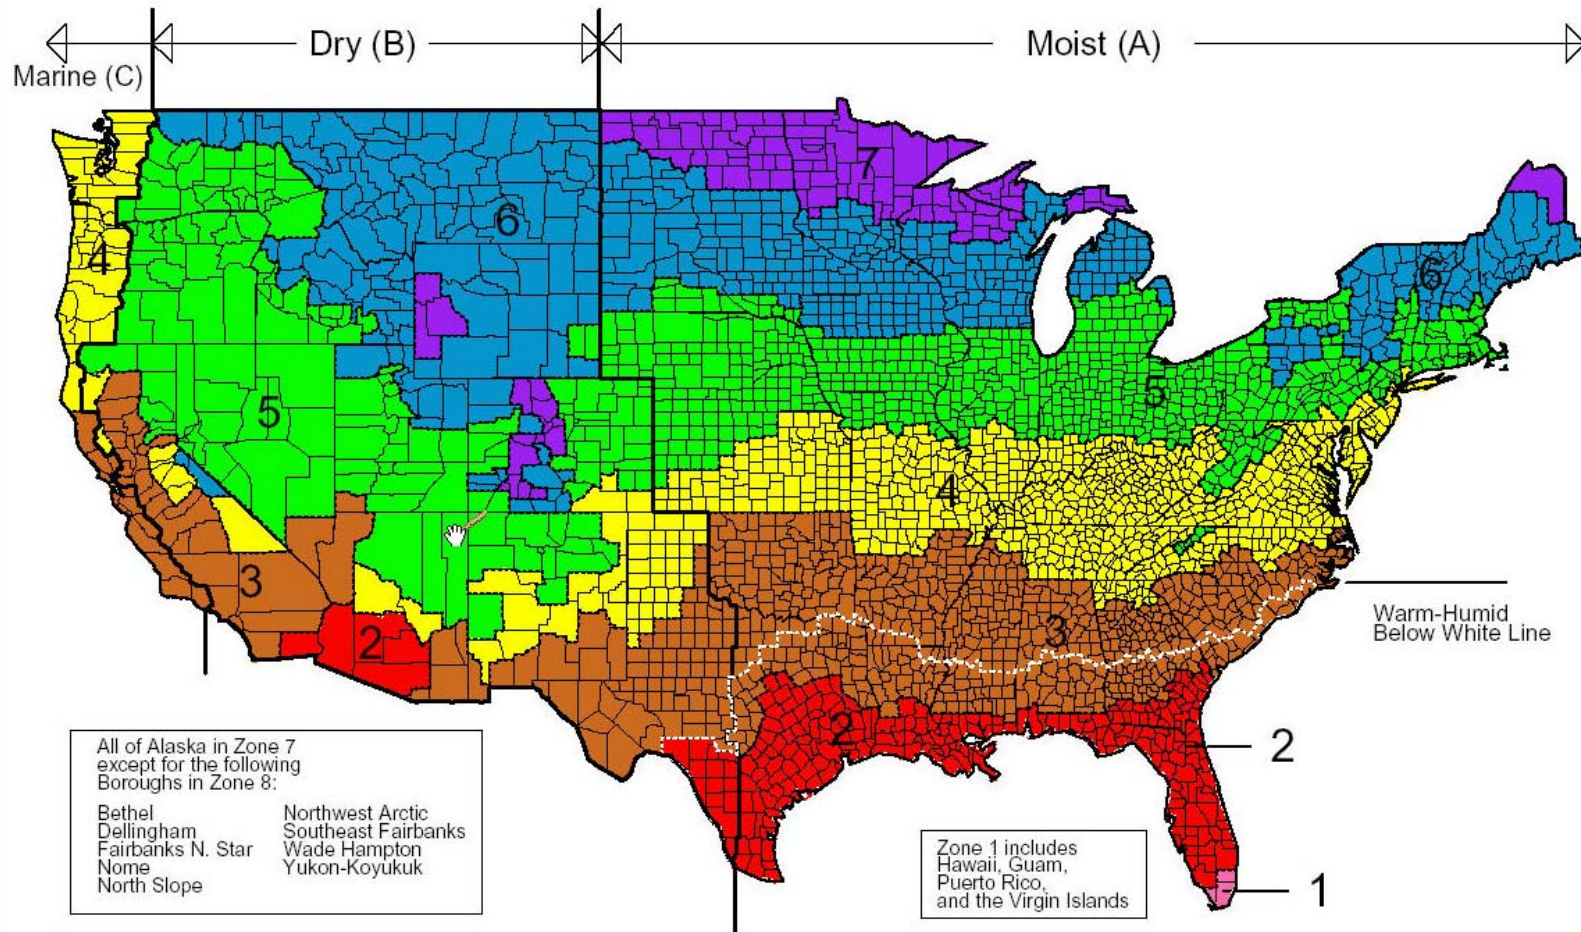 Dry (B)
Moist (A)
Marine (C)
7
6
6
4
5
5
4
3
3
Warm-Humid
Below White Line
2
2
2
1
All of Alaska in Zone 7
except for the following
Boroughs in Zone 8:
Bethel
Dellingham
Fairbanks N. Star
Nome
North Slope
Northwest Arctic
Southeast Fairbanks
Wade Hampton
Yukon-Koyukuk
Zone 1 includes
Hawaii, Guam,
Puerto Rico,
and the Virgin Islands